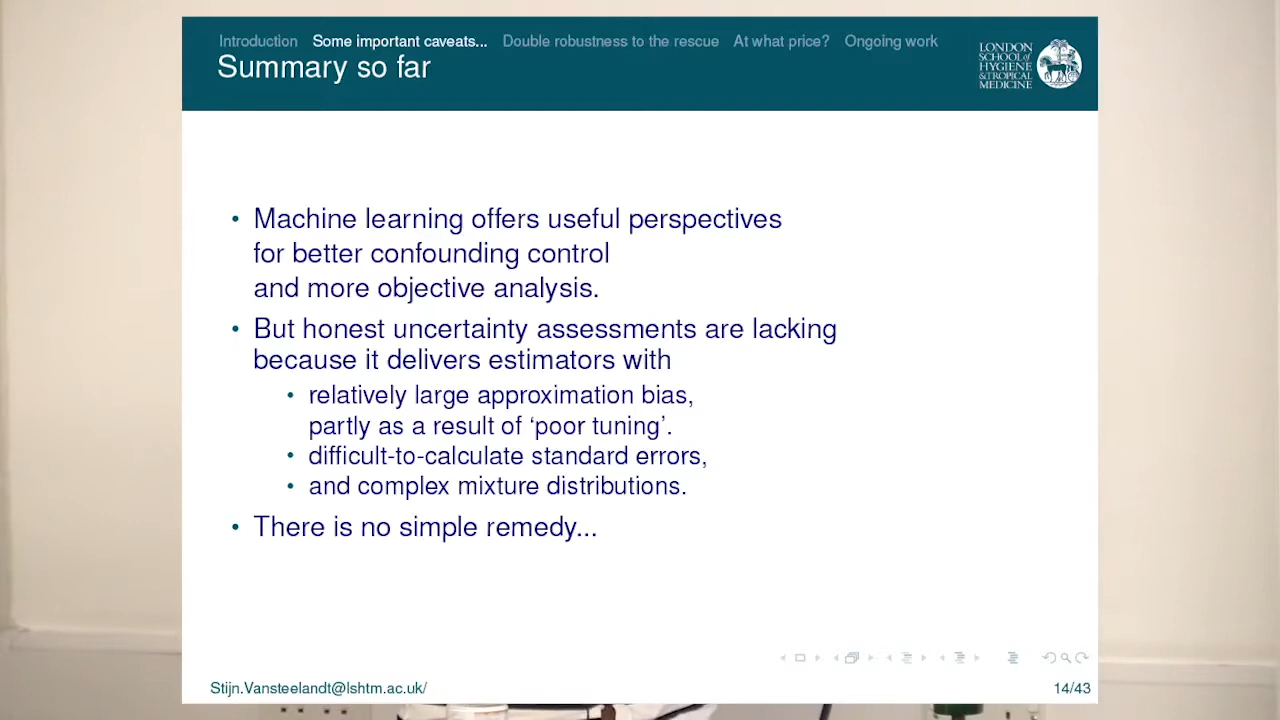 Introduction Some important caveats... Double robustness to the rescue At what price? Ongoing work
Summary so far
LONDON
SCHOOL of
HYGIENE
& TROPICAL
MEDICINE
• Machine learning offers useful perspectives
for better confounding control
and more objective analysis.
• But honest uncertainty assessments are lacking
because it delivers estimators with
• relatively large approximation bias,
partly as a result of ‘poor tuning’.
• difficult-to-calculate standard errors,
• and complex mixture distributions.
• There is no simple remedy...
Stijn.Vansteelandt@lshtm.ac.uk/ 14/43